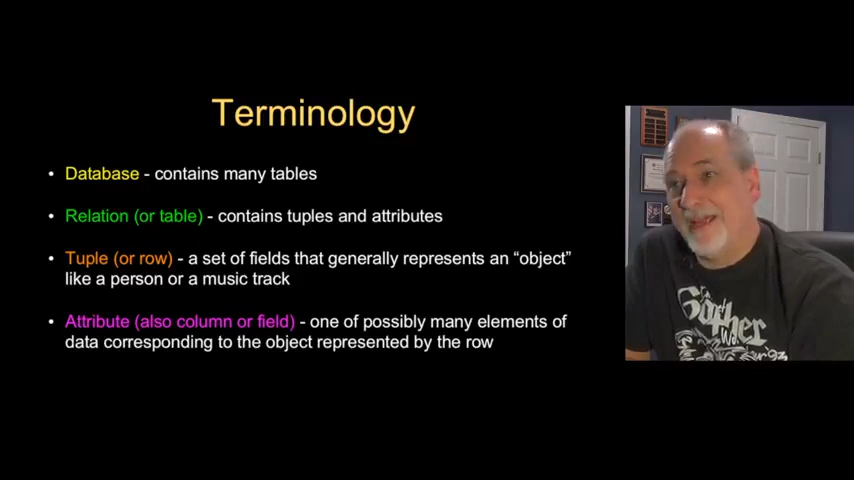 Terminology
• Database - contains many tables
• Relation (or table) - contains tuples and attributes
• Tuple (or row) - a set of fields that generally represents an “object”
like a person or a music track
• Attribute (also column or field) - one of possibly many elements of
data corresponding to the object represented by the row
Gopher